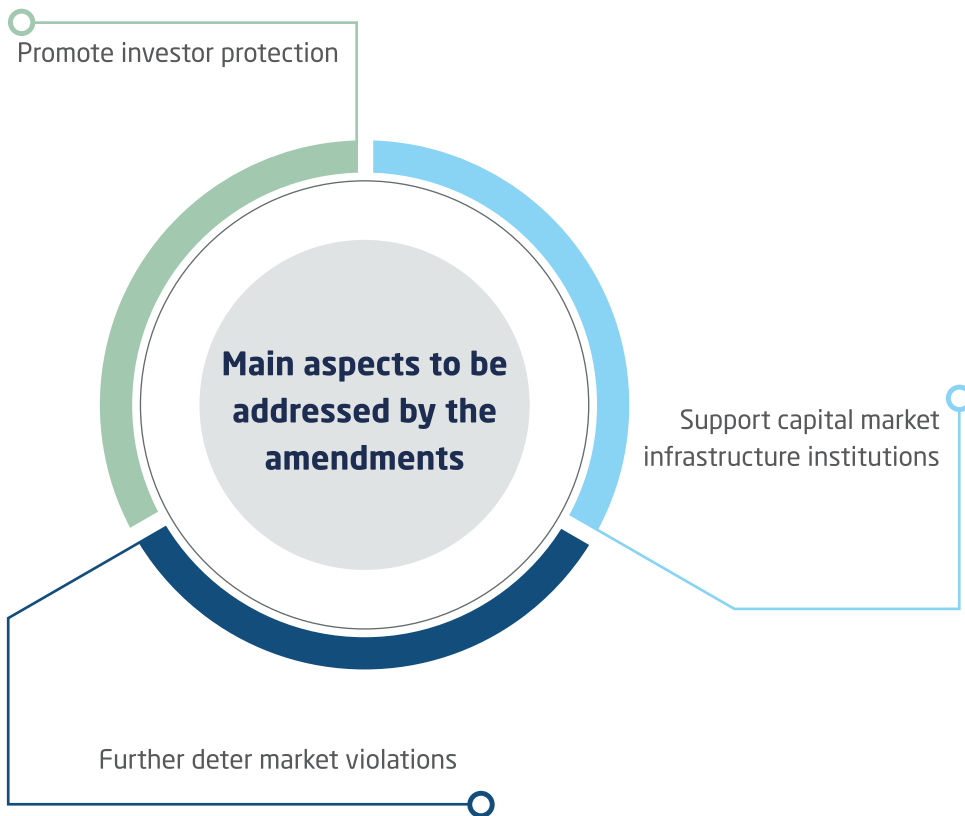 Promote investor protection
Main aspects to be
addressed by the
amendments
Support capital market
infrastructure institutions
Further deter market violations